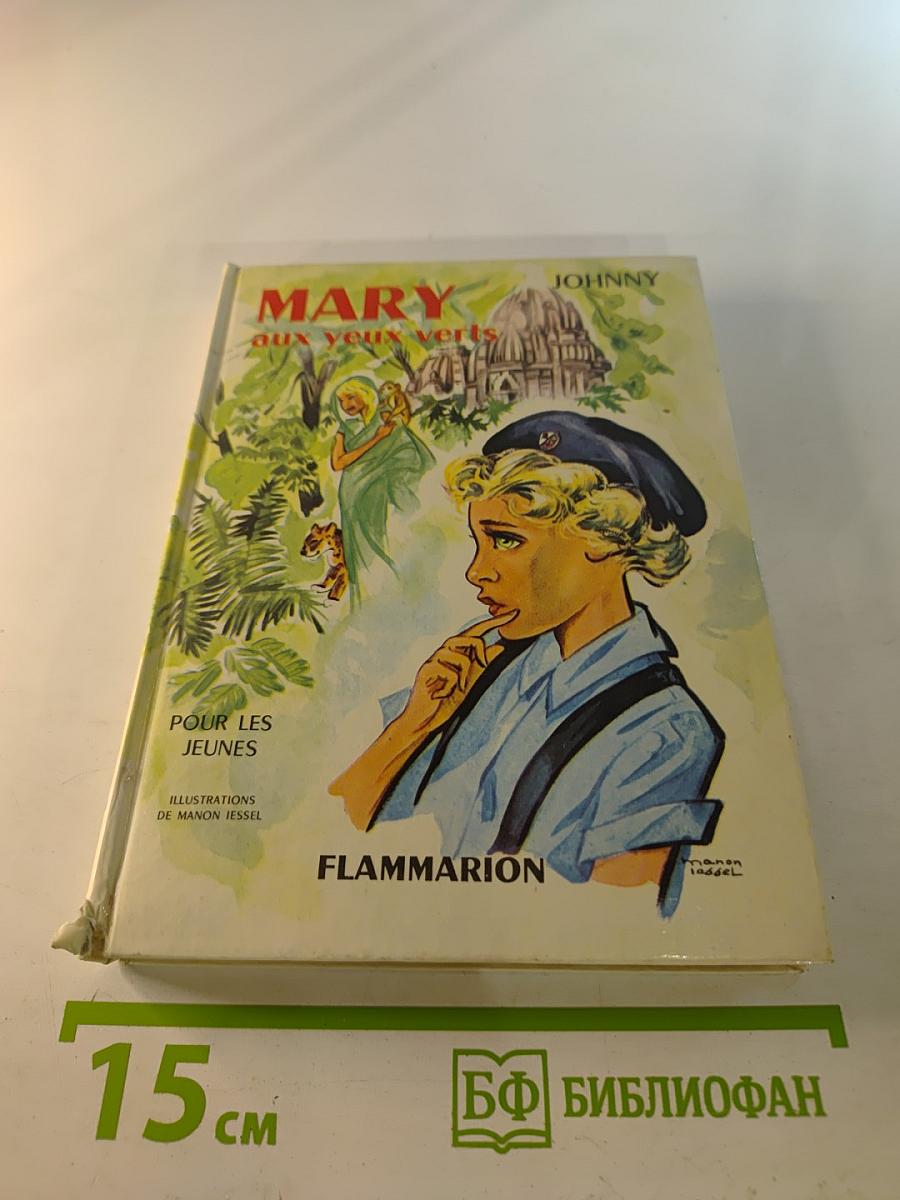 JOHNNY
MARY
aux yeux verts
POUR LES
JEUNES
ILLUSTRATIONS
DE MANON IESSEL
FLAMMARION
manon
iessel
15 см
БФ БИБЛИОФАН